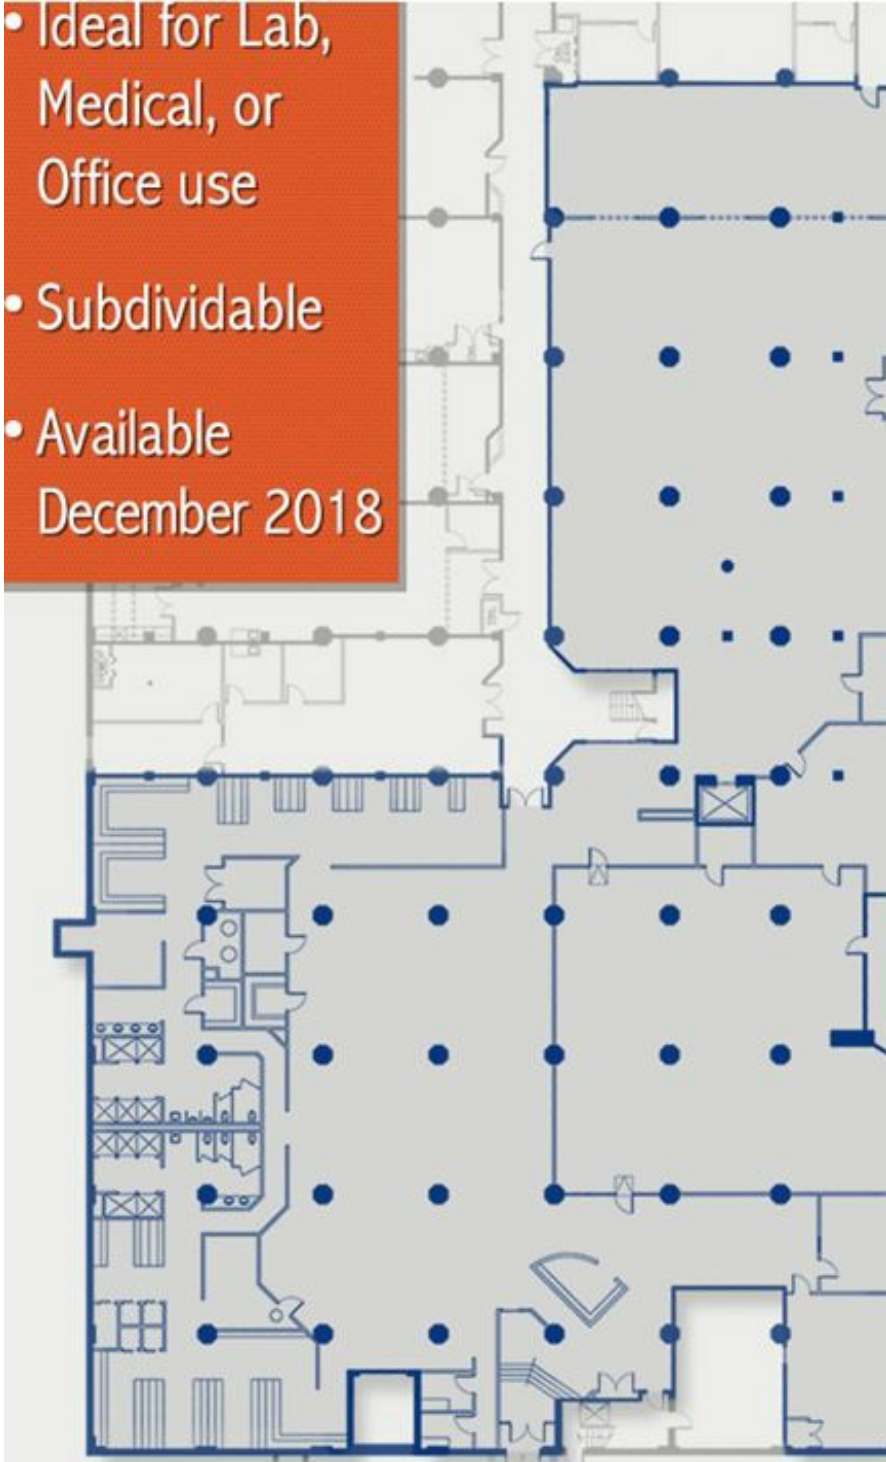 • Ideal for Lab,
Medical, or
Office use
• Subdividable
• Available
December 2018